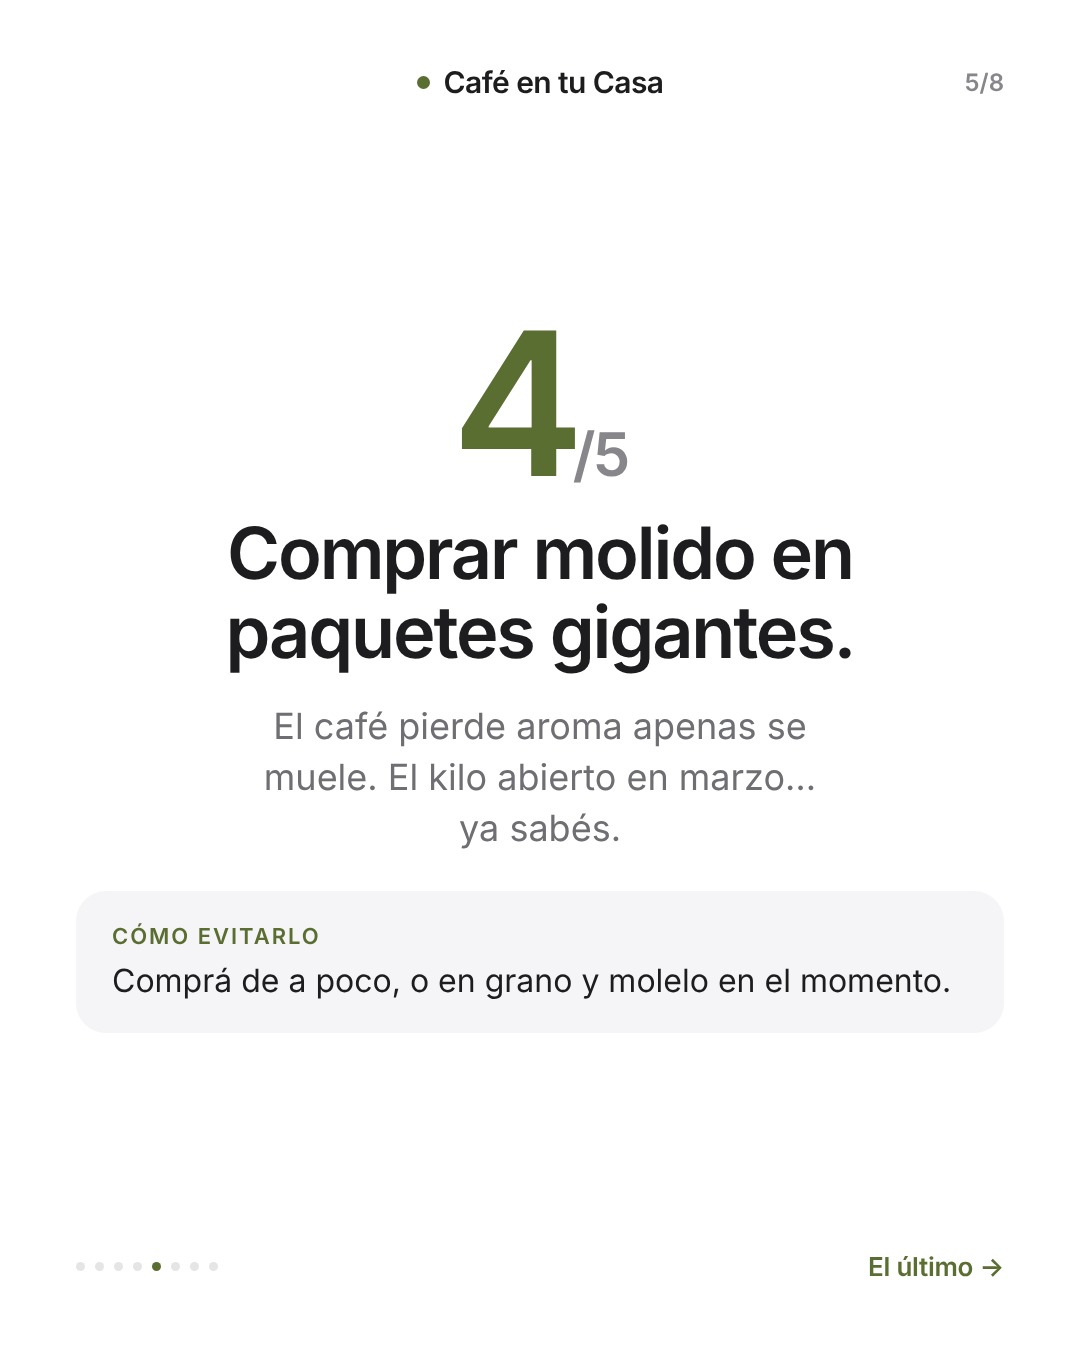 Café en tu Casa
5/8
4/5
Comprar molido en
paquetes gigantes.
El café pierde aroma apenas se
muele. El kilo abierto en marzo...
ya sabés.
CÓMO EVITARLO
Comprá de a poco, o en grano y molelo en el momento.
El último →